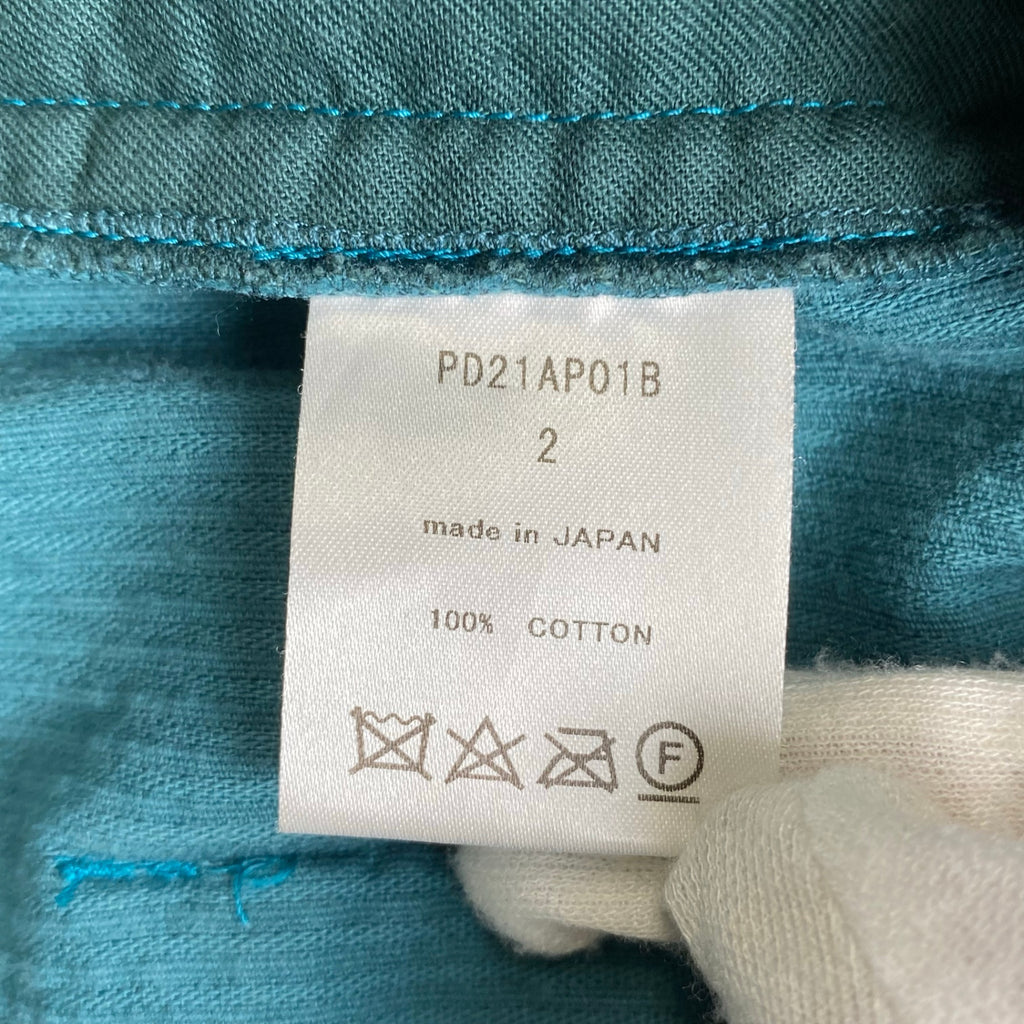 PD21AP01B
2
made in JAPAN
100% COTTON
F